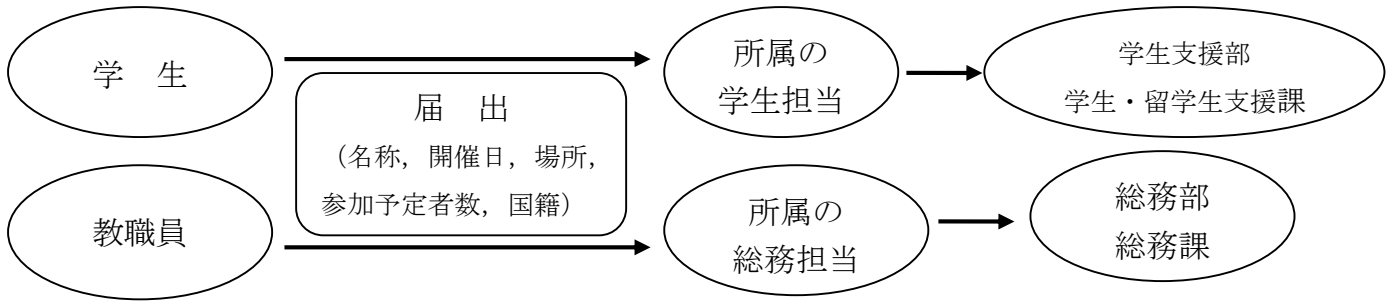 学　生
届　出
（名称，開催日，場所，
参加予定者数，国籍）
所属の
学生担当
学生支援部
学生・留学生支援課
教職員
所属の
総務担当
総務部
総務課